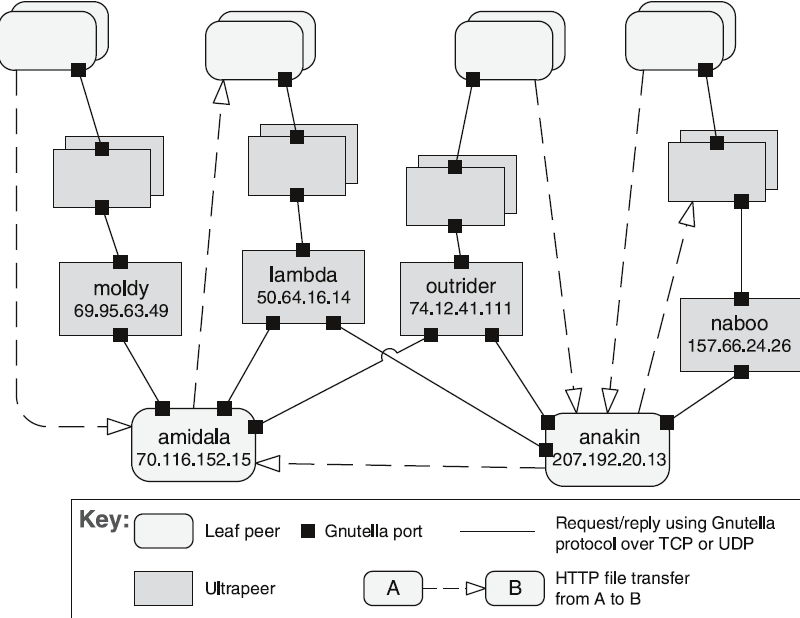 moldy
69.95.63.49
lambda
50.64.16.14
outrider
74.12.41.111
naboo
157.66.24.26
amidala
70.116.152.15
anakin
207.192.20.13
Key:
Leaf peer
Gnutella port
Request/reply using Gnutella
protocol over TCP or UDP
Ultrapeer
A
B
HTTP file transfer
from A to B